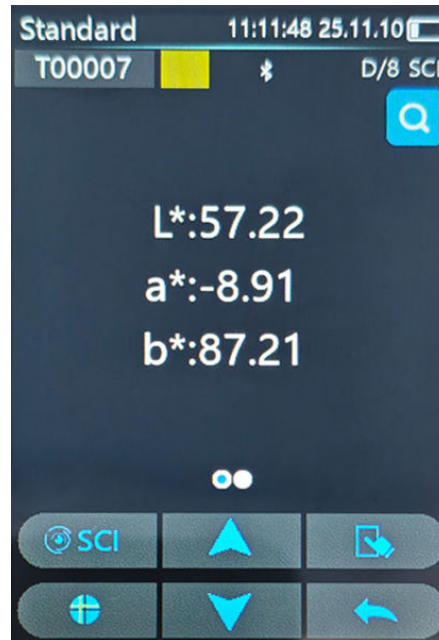 Standard 11:11:48 25.11.10
T00007 D/8 SCI
L*:57.22
a*:-8.91
b*:87.21
SCI